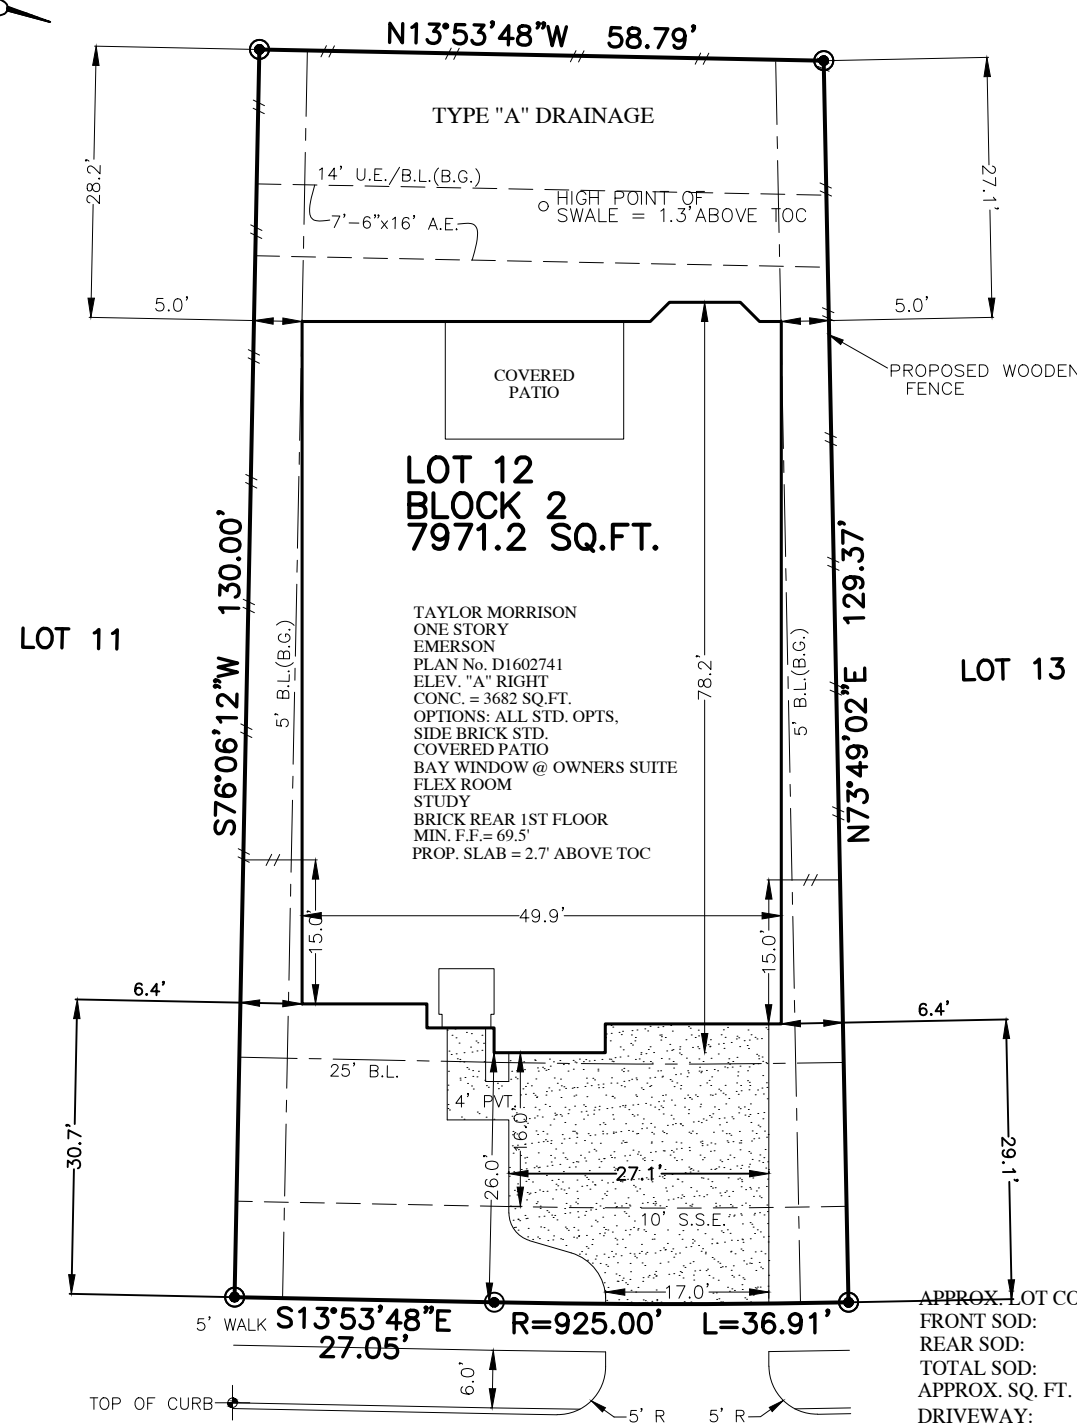 N13°53'48"W 58.79'
TYPE "A" DRAINAGE
28.2'
27.1'
14' U.E./B.L.(B.G.)
HIGH POINT OF
SWALE = 1.3'ABOVE TOC
7'-6"x16' A.E.
5.0'
5.0'
PROPOSED WOODEN
FENCE
COVERED
PATIO
LOT 12
BLOCK 2
7971.2 SQ.FT.
S76°06'12"W 130.00'
N73°49'02"E 129.37'
LOT 11
LOT 13
5' B.L.(B.G.)
5' B.L.(B.G.)
78.2'
TAYLOR MORRISON
ONE STORY
EMERSON
PLAN No. D1602741
ELEV. "A" RIGHT
CONC. = 3682 SQ.FT.
OPTIONS: ALL STD. OPTS,
SIDE BRICK STD.
COVERED PATIO
BAY WINDOW @ OWNERS SUITE
FLEX ROOM
STUDY
BRICK REAR 1ST FLOOR
MIN. F.F.= 69.5'
PROP. SLAB = 2.7' ABOVE TOC
49.9'
15.0'
15.0'
6.4'
6.4'
25' B.L.
4' PVT.
16.0'
26.0'
27.1'
30.7'
29.1'
10' S.S.E.
17.0'
5' WALK
S13°53'48"E
27.05'
R=925.00' L=36.91'
6.0'
TOP OF CURB
5' R
5' R
APPROX. LOT CO
FRONT SOD:
REAR SOD:
TOTAL SOD:
APPROX. SQ. FT.
DRIVEWAY: